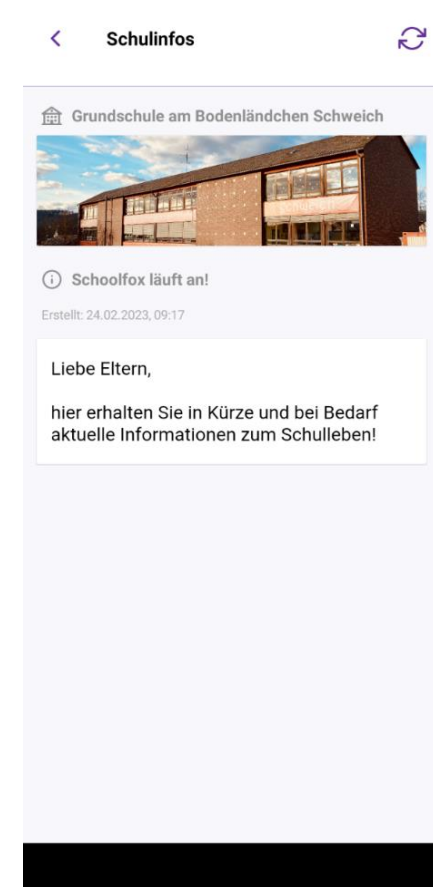 Schulinfos
Grundschule am Bodenländchen Schweich
Schoolfox läuft an!
Erstellt: 24.02.2023, 09:17
Liebe Eltern,
hier erhalten Sie in Kürze und bei Bedarf
aktuelle Informationen zum Schulleben!